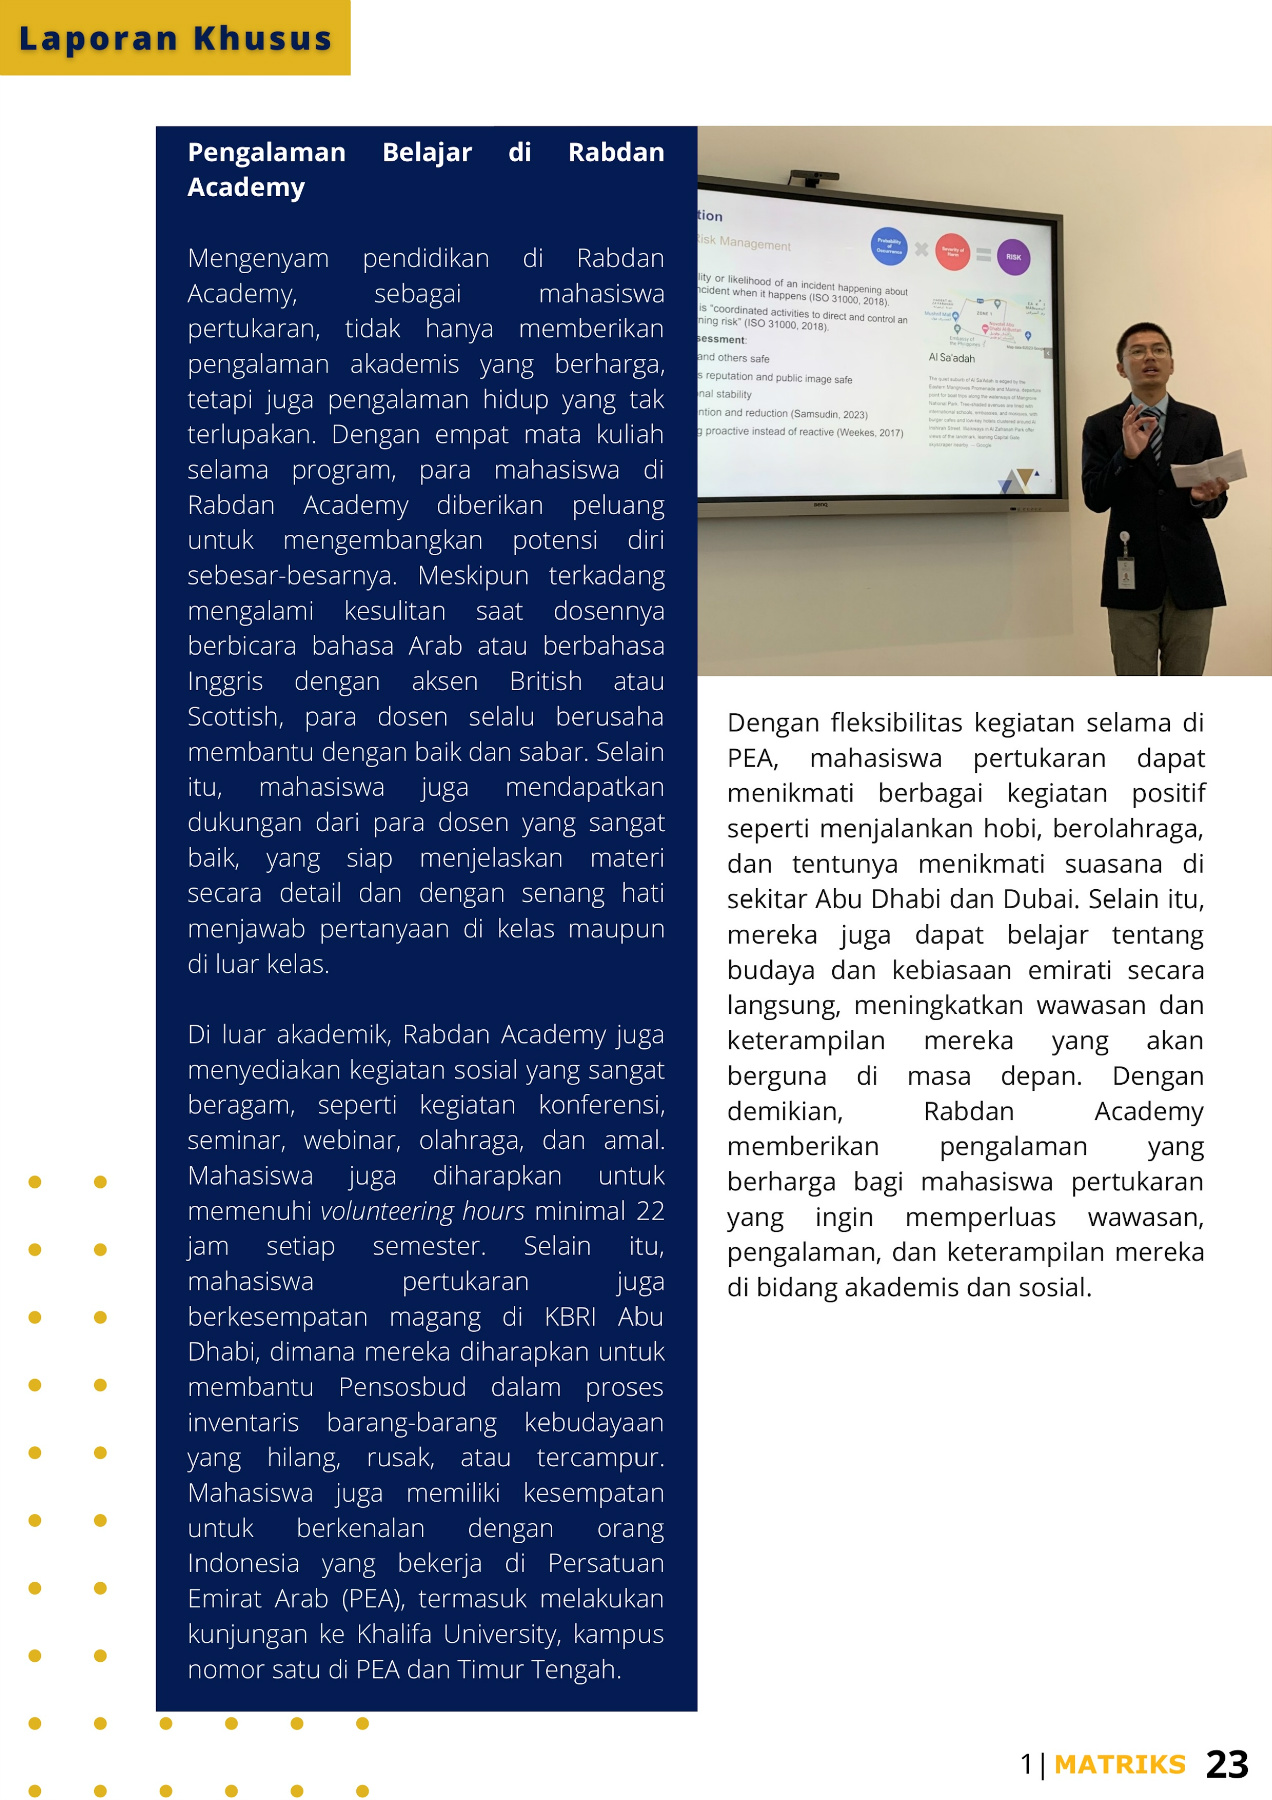 Laporan Khusus
Pengalaman Belajar di Rabdan
Academy
Mengenyam pendidikan di Rabdan
Academy, sebagai mahasiswa
pertukaran, tidak hanya memberikan
pengalaman akademis yang berharga,
tetapi juga pengalaman hidup yang tak
terlupakan. Dengan empat mata kuliah
selama program, para mahasiswa di
Rabdan Academy diberikan peluang
untuk mengembangkan potensi diri
sebesar-besarnya. Meskipun terkadang
mengalami kesulitan saat dosennya
berbicara bahasa Arab atau berbahasa
Inggris dengan aksen British atau
Scottish, para dosen selalu berusaha
membantu dengan baik dan sabar. Selain
itu, mahasiswa juga mendapatkan
dukungan dari para dosen yang sangat
baik, yang siap menjelaskan materi
secara detail dan dengan senang hati
menjawab pertanyaan di kelas maupun
di luar kelas.
Di luar akademik, Rabdan Academy juga
menyediakan kegiatan sosial yang sangat
beragam, seperti kegiatan konferensi,
seminar, webinar, olahraga, dan amal.
Mahasiswa juga diharapkan untuk
memenuhi volunteering hours minimal 22
jam setiap semester. Selain itu,
mahasiswa pertukaran juga
berkesempatan magang di KBRI Abu
Dhabi, dimana mereka diharapkan untuk
membantu Pensosbud dalam proses
inventaris barang-barang kebudayaan
yang hilang, rusak, atau tercampur.
Mahasiswa juga memiliki kesempatan
untuk berkenalan dengan orang
Indonesia yang bekerja di Persatuan
Emirat Arab (PEA), termasuk melakukan
kunjungan ke Khalifa University, kampus
nomor satu di PEA dan Timur Tengah.
tion
Risk Management
Probability of Occurrence
Severity of Harm
RISK
lity or likelihood of an incident happening about
ncident when it happens (ISO 31000, 2018).
is "coordinated activities to direct and control an
ning risk" (ISO 31000, 2018).
sessment:
and others safe
s reputation and public image safe
nal stability
ntion and reduction (Samsudin, 2023)
g proactive instead of reactive (Weekes, 2017)
Al Sa'adah
BenQ
Dengan fleksibilitas kegiatan selama di
PEA, mahasiswa pertukaran dapat
menikmati berbagai kegiatan positif
seperti menjalankan hobi, berolahraga,
dan tentunya menikmati suasana di
sekitar Abu Dhabi dan Dubai. Selain itu,
mereka juga dapat belajar tentang
budaya dan kebiasaan emirati secara
langsung, meningkatkan wawasan dan
keterampilan mereka yang akan
berguna di masa depan. Dengan
demikian, Rabdan Academy
memberikan pengalaman yang
berharga bagi mahasiswa pertukaran
yang ingin memperluas wawasan,
pengalaman, dan keterampilan mereka
di bidang akademis dan sosial.
1| MATRIKS 23